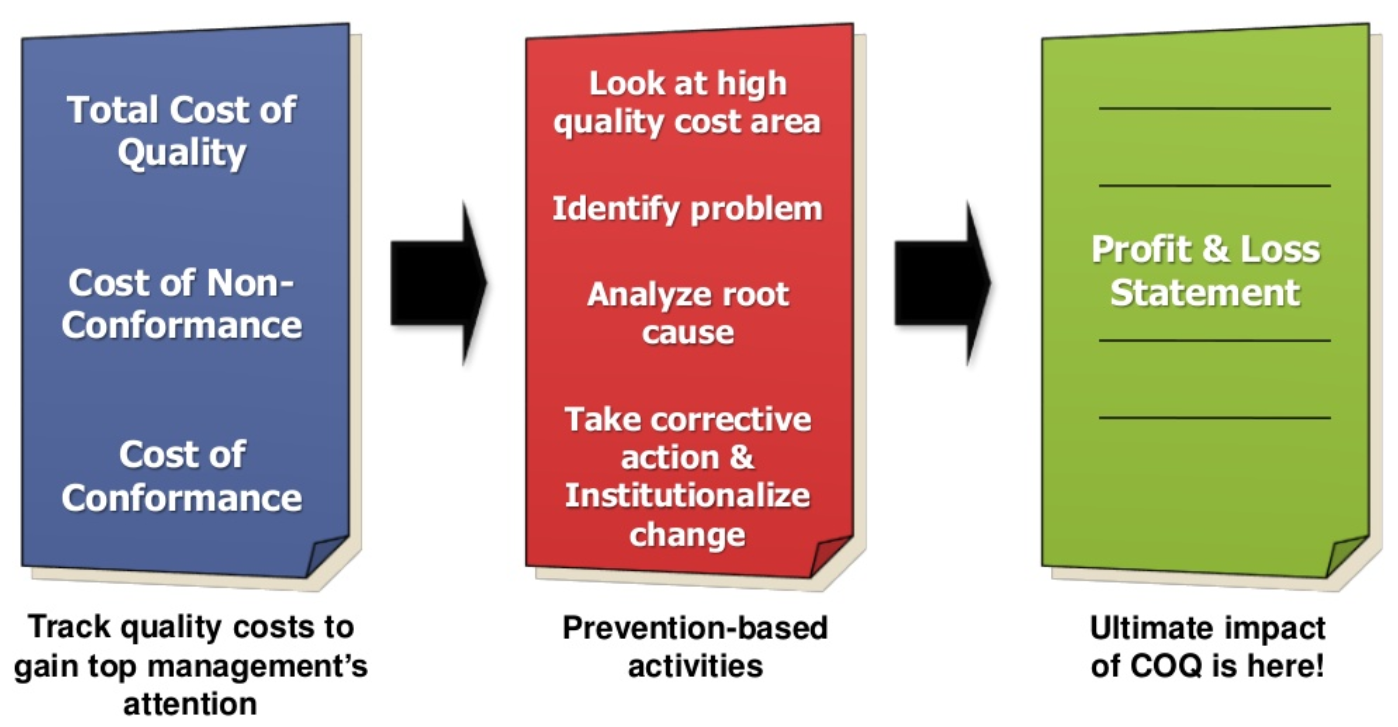 Total Cost of
Quality
Cost of Non-
Conformance
Cost of
Conformance
Track quality costs to
gain top management's
attention
Look at high
quality cost area
Identify problem
Analyze root
cause
Take corrective
action &
Institutionalize
change
Prevention-based
activities
Profit & Loss
Statement
Ultimate impact
of COQ is here!